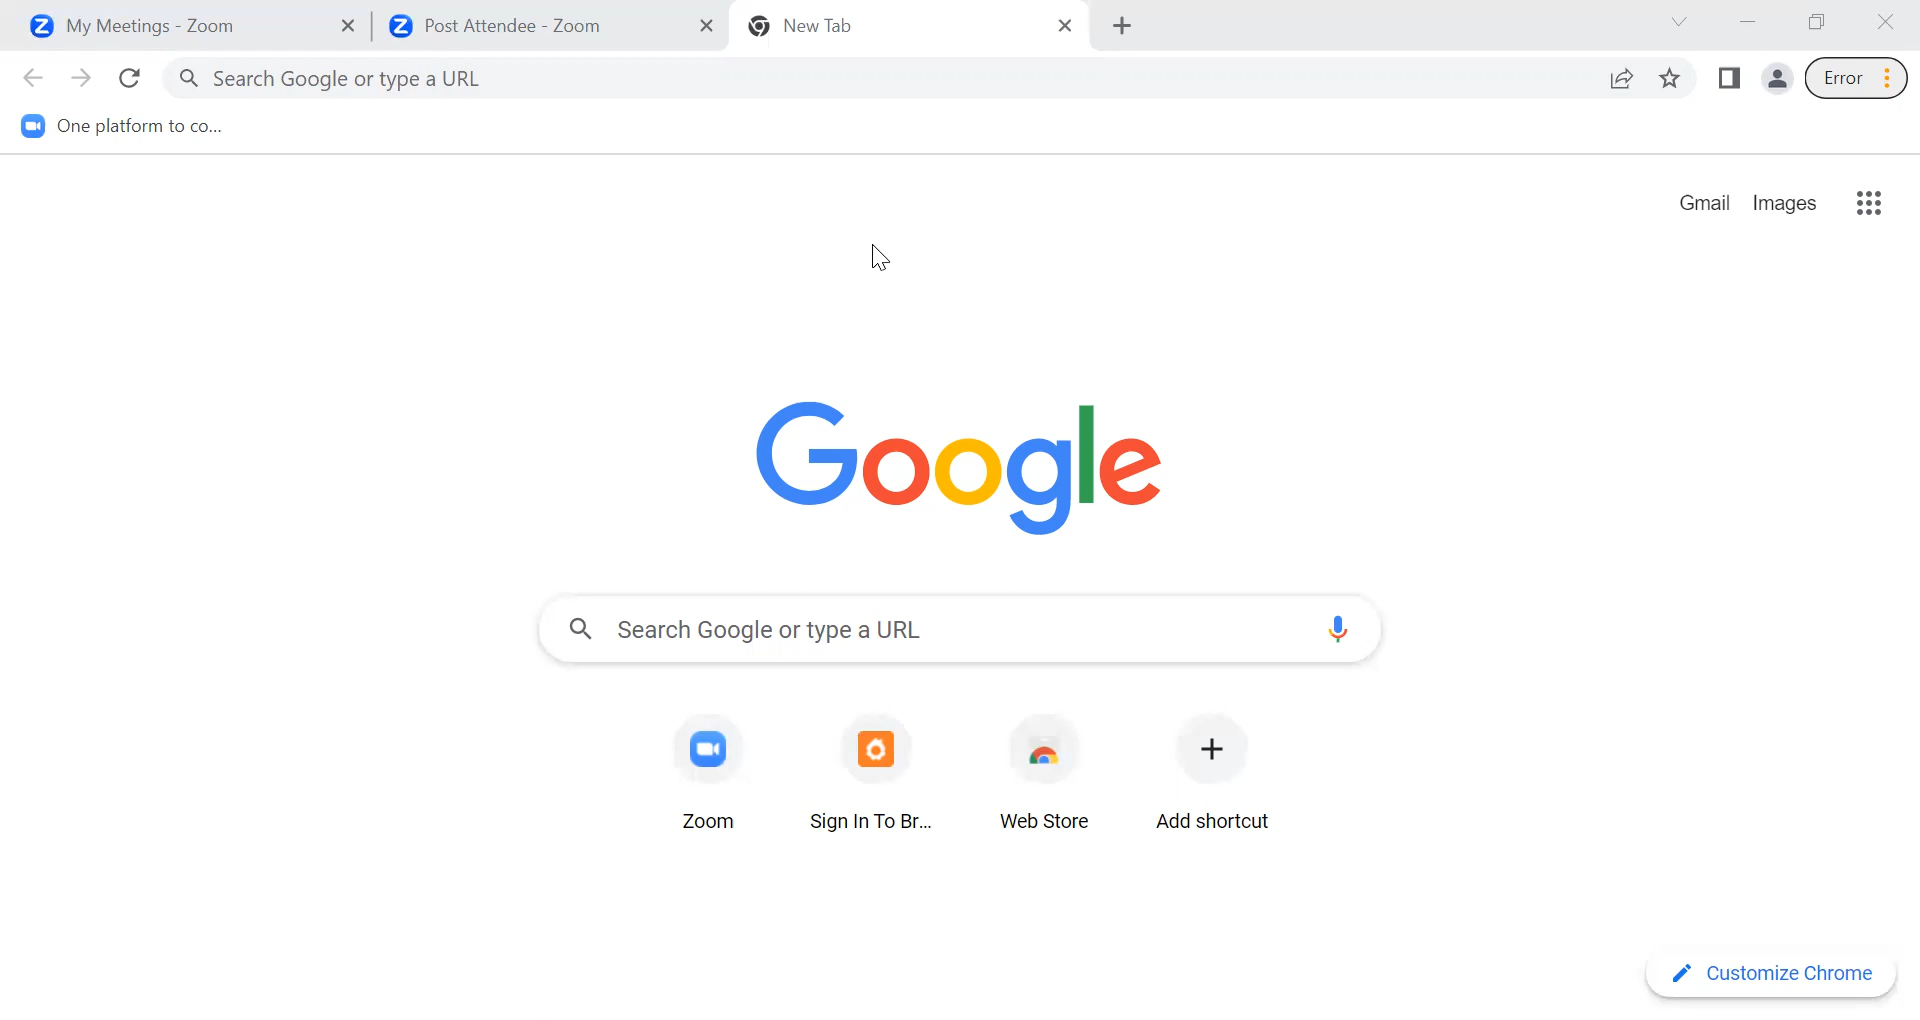 My Meetings - Zoom
Post Attendee - Zoom
New Tab
Search Google or type a URL
Error
One platform to co...
Gmail
Images
Google
Search Google or type a URL
Zoom
Sign In To Br...
Web Store
Add shortcut
Customize Chrome